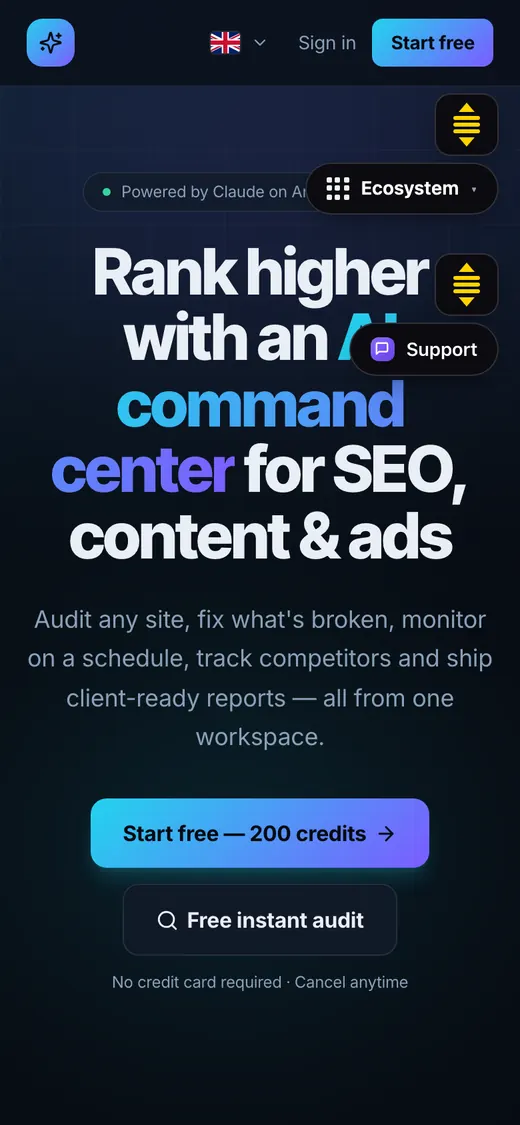 Sign in
Start free
Powered by Claude on
Ecosystem
Rank higher
with an
Support
command
center for SEO,
content & ads
Audit any site, fix what's broken, monitor
on a schedule, track competitors and ship
client-ready reports — all from one
workspace.
Start free — 200 credits
Free instant audit
No credit card required · Cancel anytime